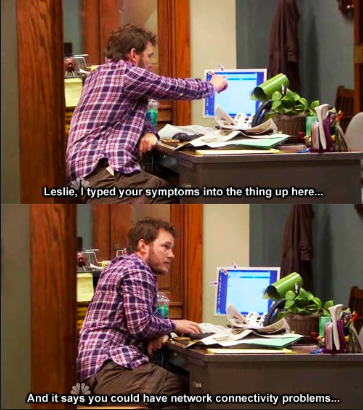 Leslie, I typed your symptoms into the thing up here...
And it says you could have network connectivity problems...